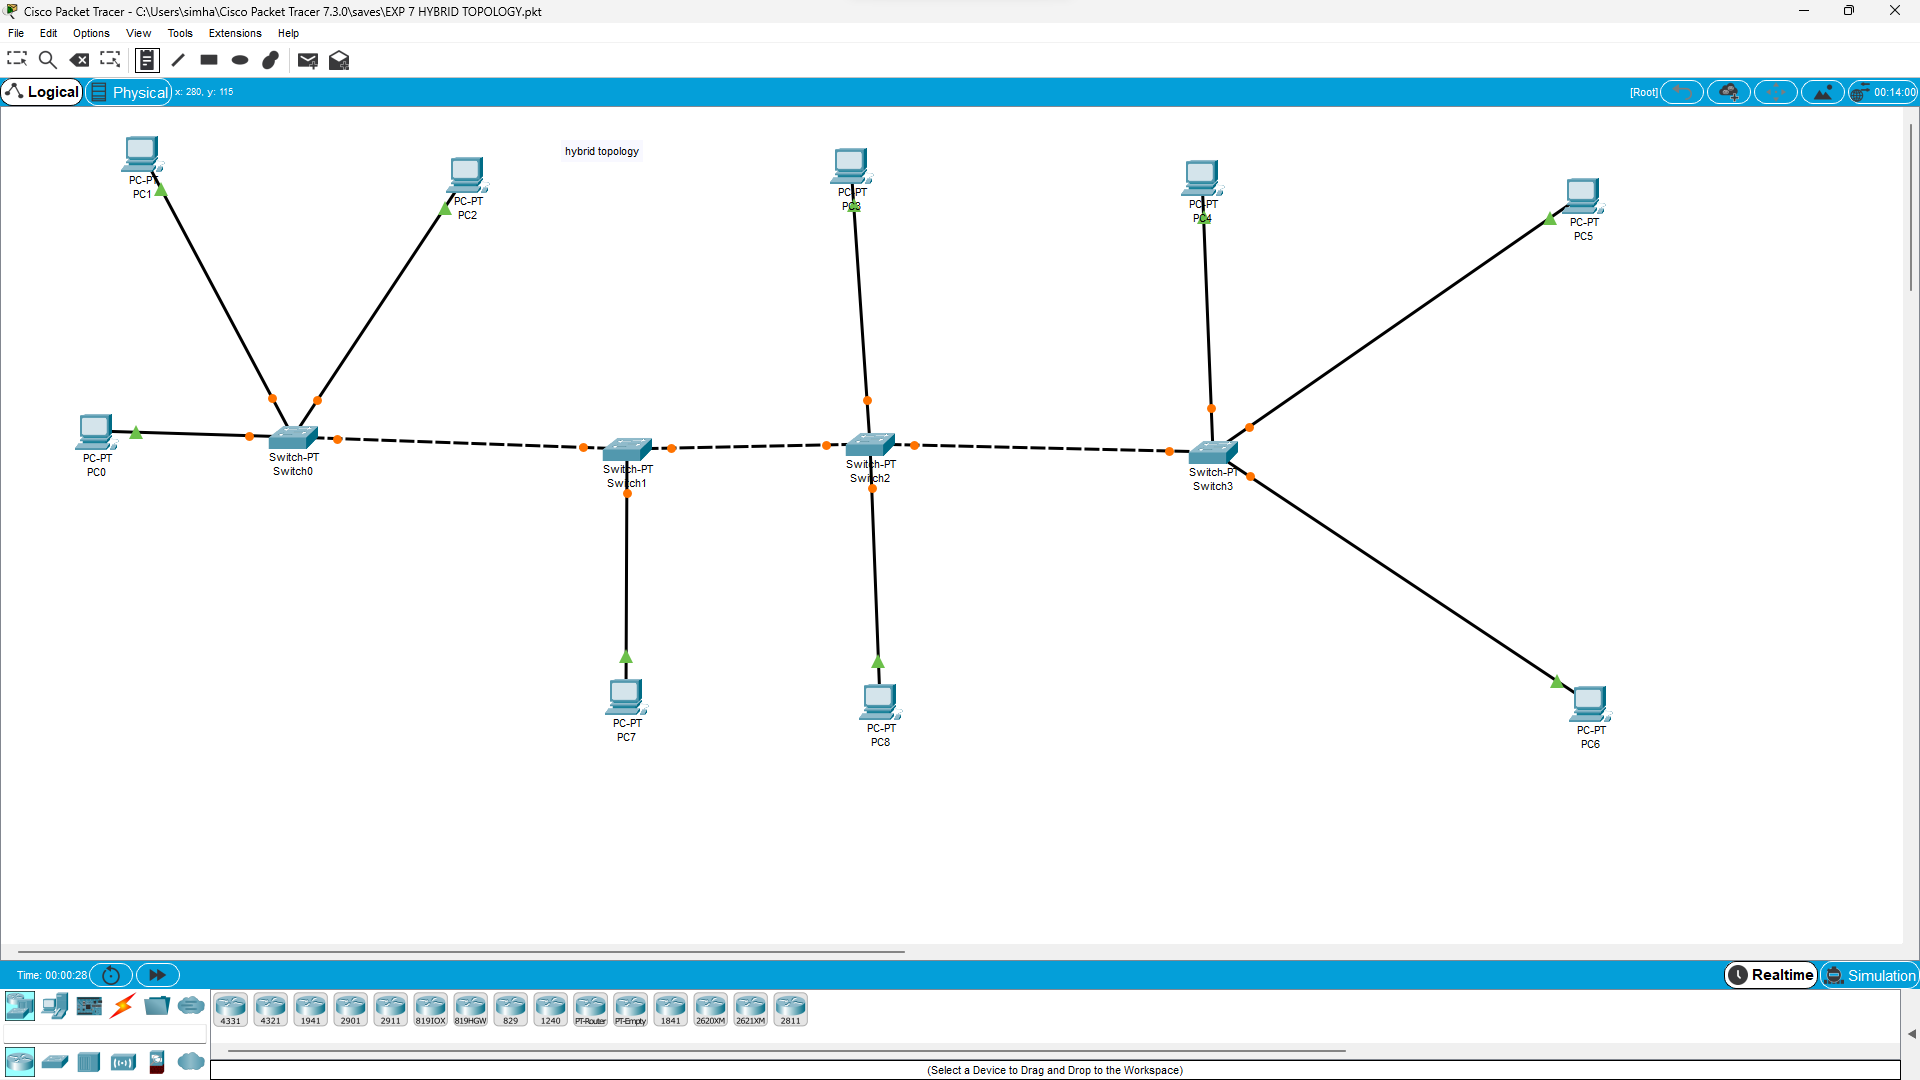 Cisco Packet Tracer - C:\Users\simha\Cisco Packet Tracer 7.3.0\saves\EXP 7 HYBRID TOPOLOGY.pkt
File Edit Options View Tools Extensions Help
Logical Physical x: 280, y: 115 [Root] 00:14:00
hybrid topology
PC-PT
PC1
PC-PT
PC2
PC-PT
PC3
PC-PT
PC4
PC-PT
PC5
PC-PT
PC0
Switch-PT
Switch0
Switch-PT
Switch1
Switch-PT
Switch2
Switch-PT
Switch3
PC-PT
PC7
PC-PT
PC8
PC-PT
PC6
Time: 00:00:28 Realtime Simulation
4331 4321 1941 2901 2911 819IOX 819HGW 829 1240 PT-Router PT-Empty 1841 2620XM 2621XM 2811
(Select a Device to Drag and Drop to the Workspace)